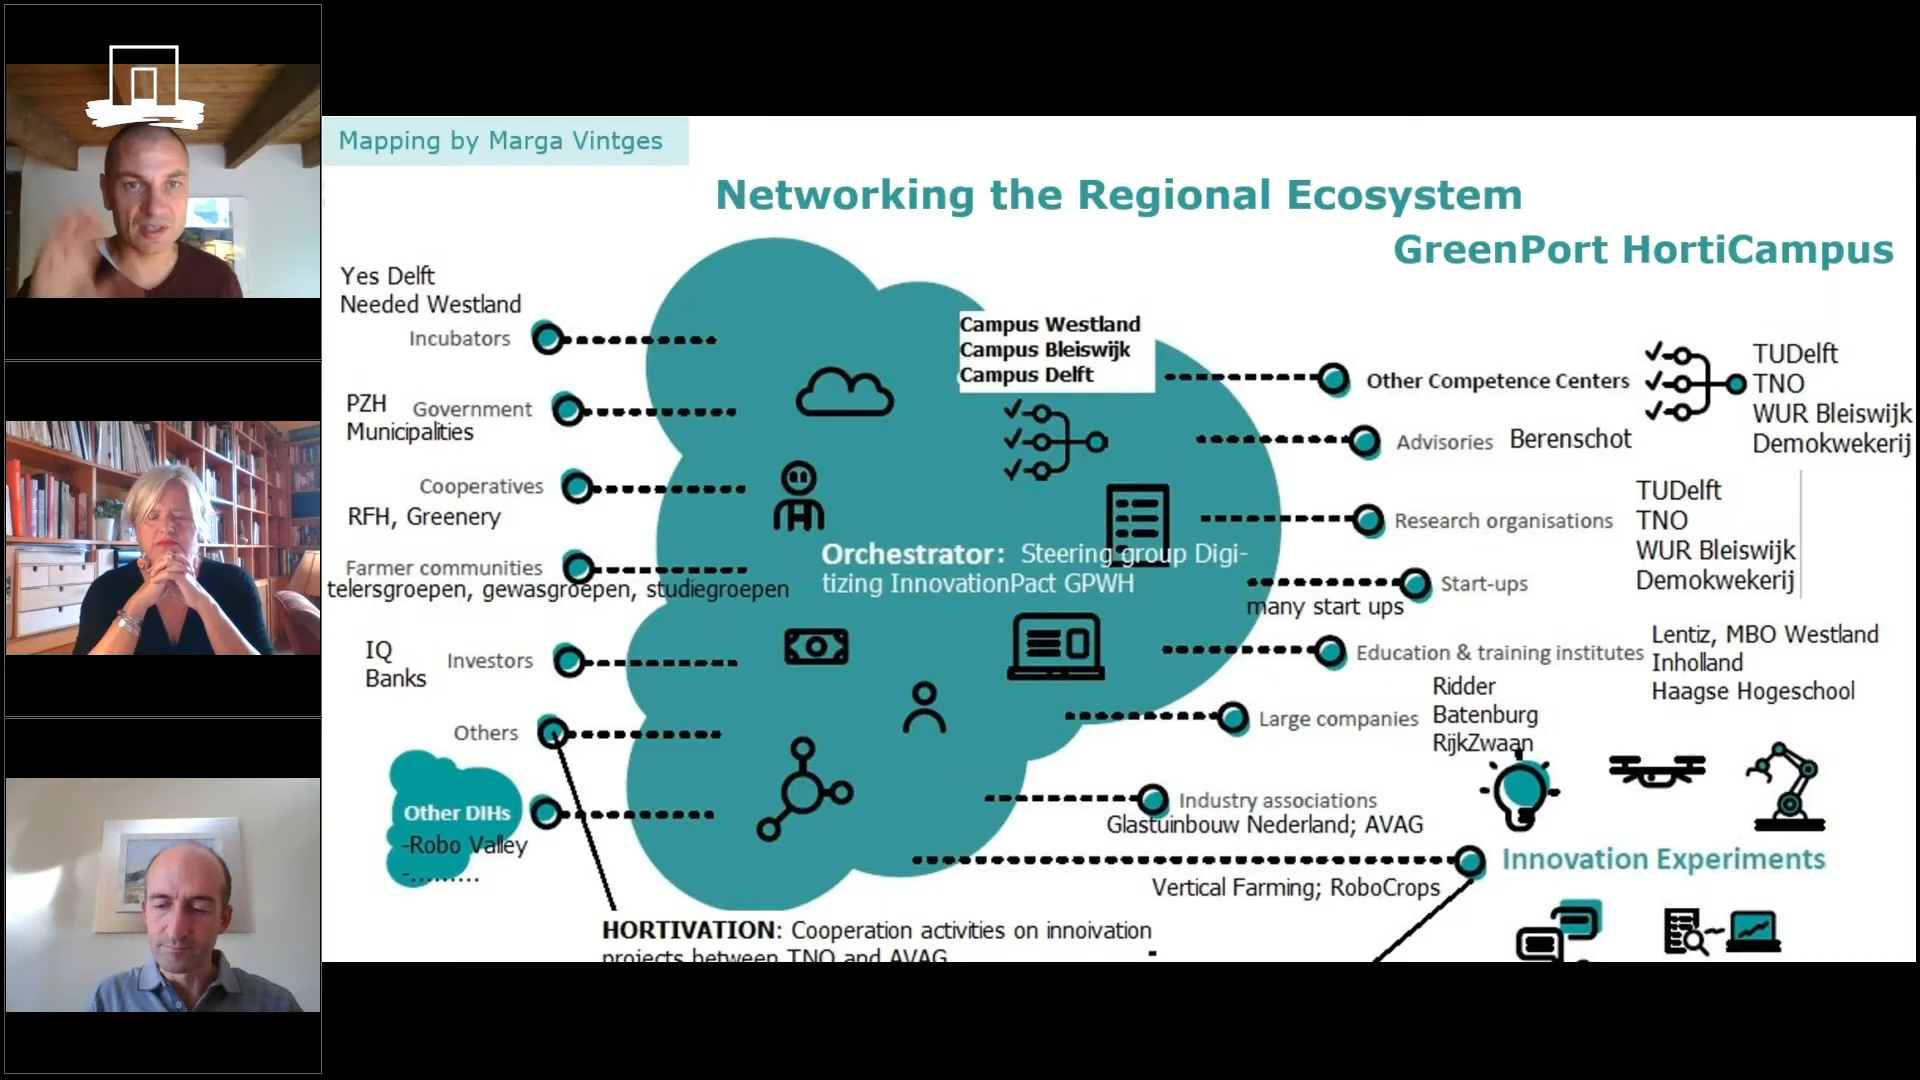 Mapping by Marga Vintges
Networking the Regional Ecosystem
GreenPort HortiCampus
Yes Delft
Needed Westland
Incubators
PZH
Government
Municipalities
Cooperatives
RFH, Greenery
Farmer communities
telersgroepen, gewasgroepen, studiegroepen
IQ
Investors
Banks
Others
Other DIHs
-Robo Valley
-.........
Campus Westland
Campus Bleiswijk
Campus Delft
Orchestrator: Steering group Digi-
tizing InnovationPact GPWH
Other Competence Centers
TUDelft
TNO
WUR Bleiswijk
Demokwekerij
Advisories
Berenschot
Research organisations
TUDelft
TNO
WUR Bleiswijk
Demokwekerij
Start-ups
many start ups
Education & training institutes
Lentiz, MBO Westland
Inholland
Haagse Hogeschool
Large companies
Ridder
Batenburg
RijkZwaan
Industry associations
Glastuinbouw Nederland; AVAG
Innovation Experiments
Vertical Farming; RoboCrops
HORTIVATION: Cooperation activities on innoivation
projects between TNO and AVAG